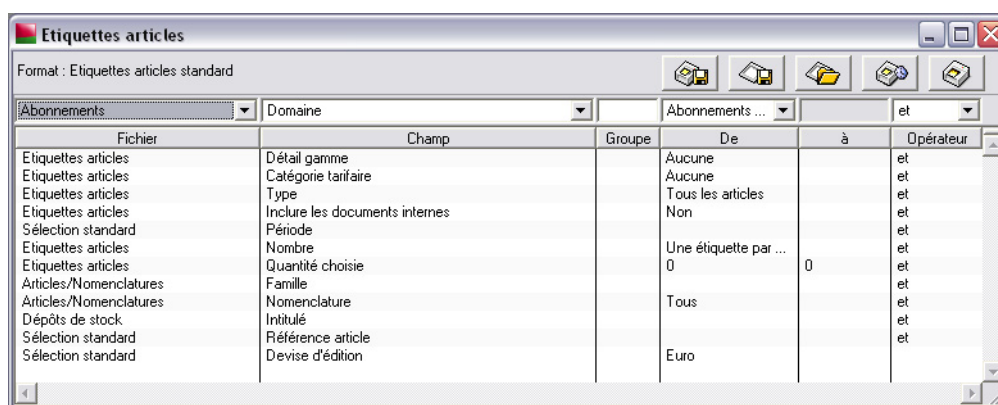 Etiquettes articles
Format : Etiquettes articles standard
Abonnements Domaine Abonnements ... et
Fichier Champ Groupe De à Opérateur
Etiquettes articles Détail gamme Aucune et
Etiquettes articles Catégorie tarifaire Aucune et
Etiquettes articles Type Tous les articles et
Etiquettes articles Inclure les documents internes Non et
Sélection standard Période et
Etiquettes articles Nombre Une étiquette par ... et
Etiquettes articles Quantité choisie 0 0 et
Articles/Nomenclatures Famille et
Articles/Nomenclatures Nomenclature Tous et
Dépôts de stock Intitulé et
Sélection standard Référence article et
Sélection standard Devise d'édition Euro